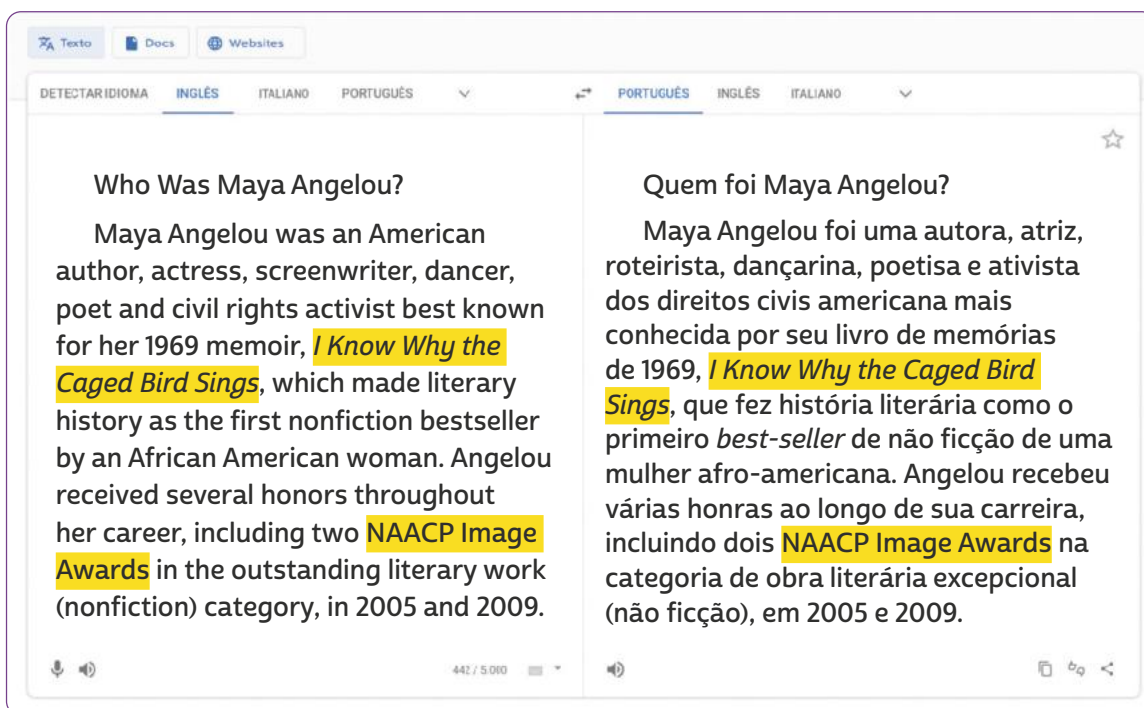 Texto Docs Websites
DETECTAR IDIOMA INGLÊS ITALIANO PORTUGUÊS
PORTUGUÊS INGLÊS ITALIANO
Who Was Maya Angelou?
Maya Angelou was an American
author, actress, screenwriter, dancer,
poet and civil rights activist best known
for her 1969 memoir, I Know Why the
Caged Bird Sings, which made literary
history as the first nonfiction bestseller
by an African American woman. Angelou
received several honors throughout
her career, including two NAACP Image
Awards in the outstanding literary work
(nonfiction) category, in 2005 and 2009.
442 / 5.000
Quem foi Maya Angelou?
Maya Angelou foi uma autora, atriz,
roteirista, dançarina, poetisa e ativista
dos direitos civis americana mais
conhecida por seu livro de memórias
de 1969, I Know Why the Caged Bird
Sings, que fez história literária como o
primeiro best-seller de não ficção de uma
mulher afro-americana. Angelou recebeu
várias honras ao longo de sua carreira,
incluindo dois NAACP Image Awards na
categoria de obra literária excepcional
(não ficção), em 2005 e 2009.